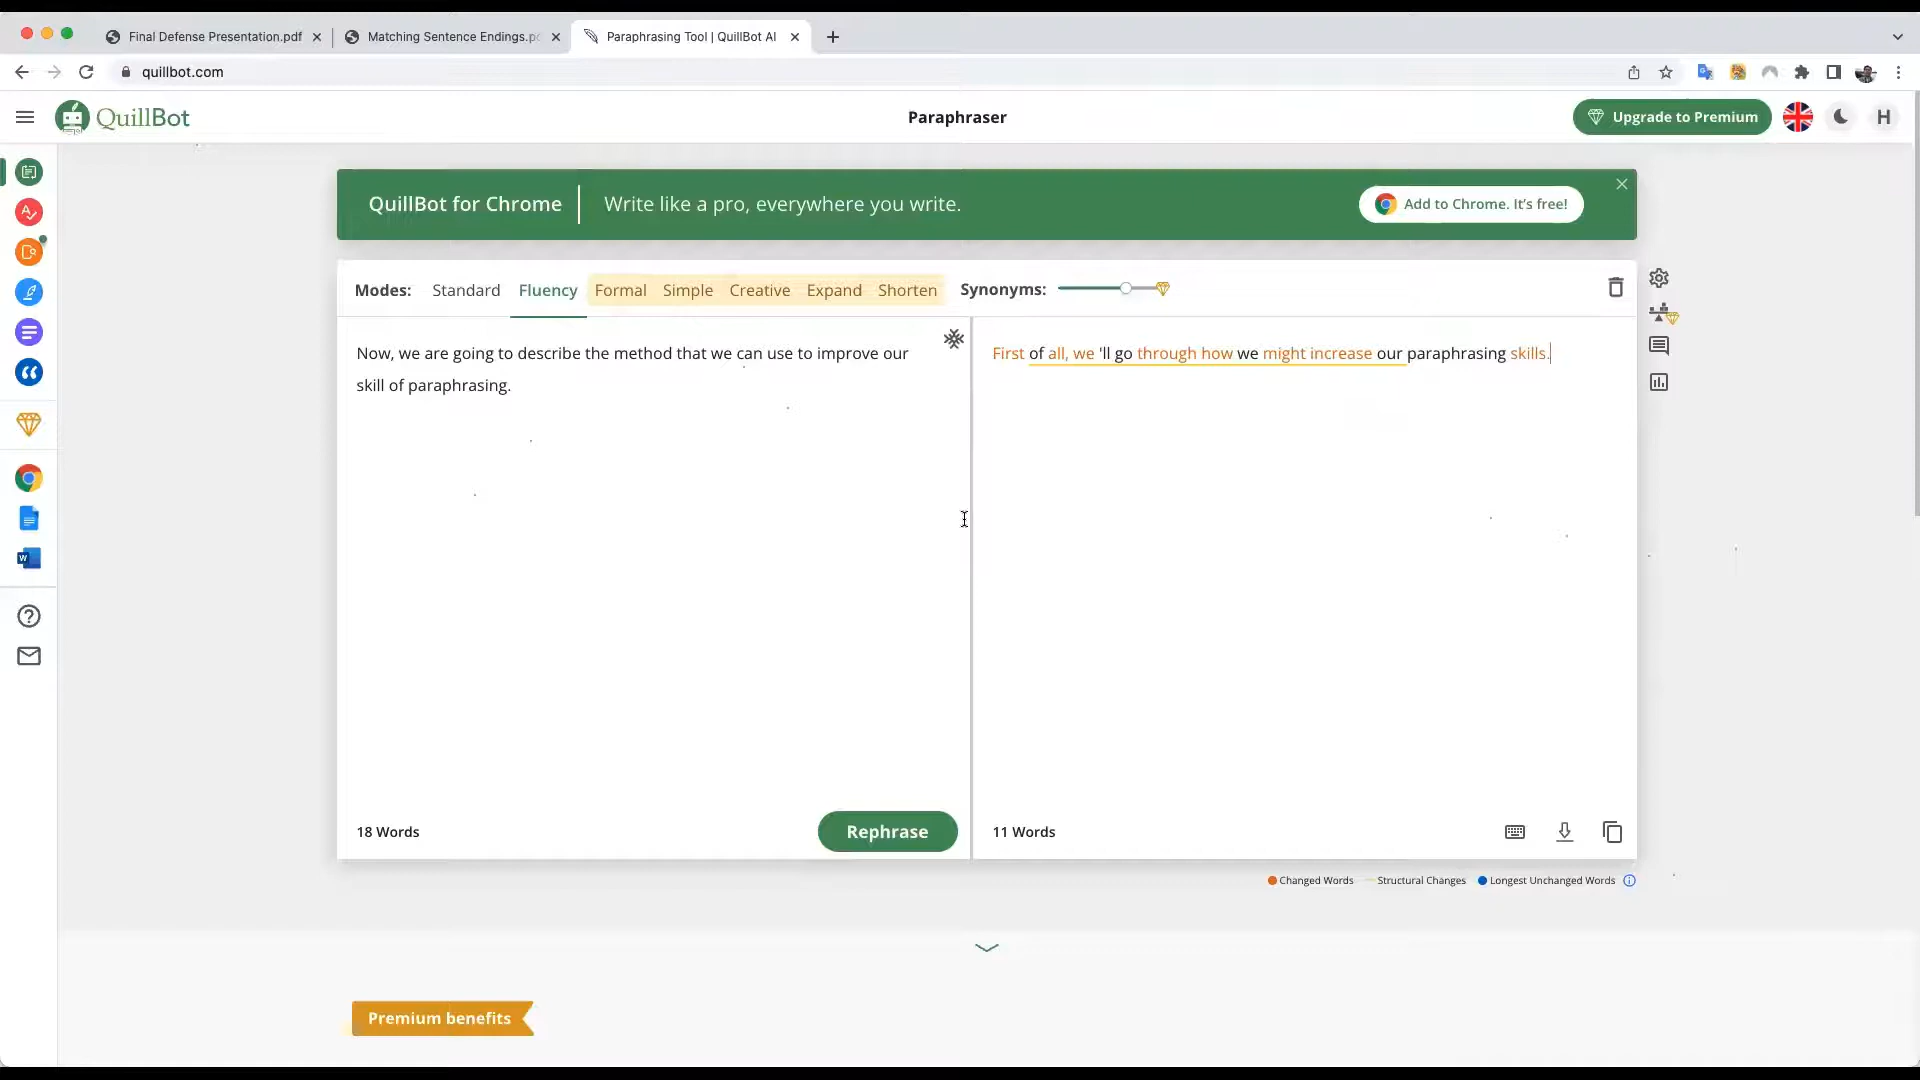 Final Defense Presentation.pdf
Matching Sentence Endings.pd
Paraphrasing Tool | QuillBot AI
quillbot.com
QuillBot
Paraphraser
Upgrade to Premium
H
QuillBot for Chrome
Write like a pro, everywhere you write.
Add to Chrome. It's free!
Modes: Standard Fluency Formal Simple Creative Expand Shorten Synonyms:
Now, we are going to describe the method that we can use to improve our
skill of paraphrasing.
First of all, we 'll go through how we might increase our paraphrasing skills.
18 Words
Rephrase
11 Words
Changed Words
Structural Changes
Longest Unchanged Words
Premium benefits